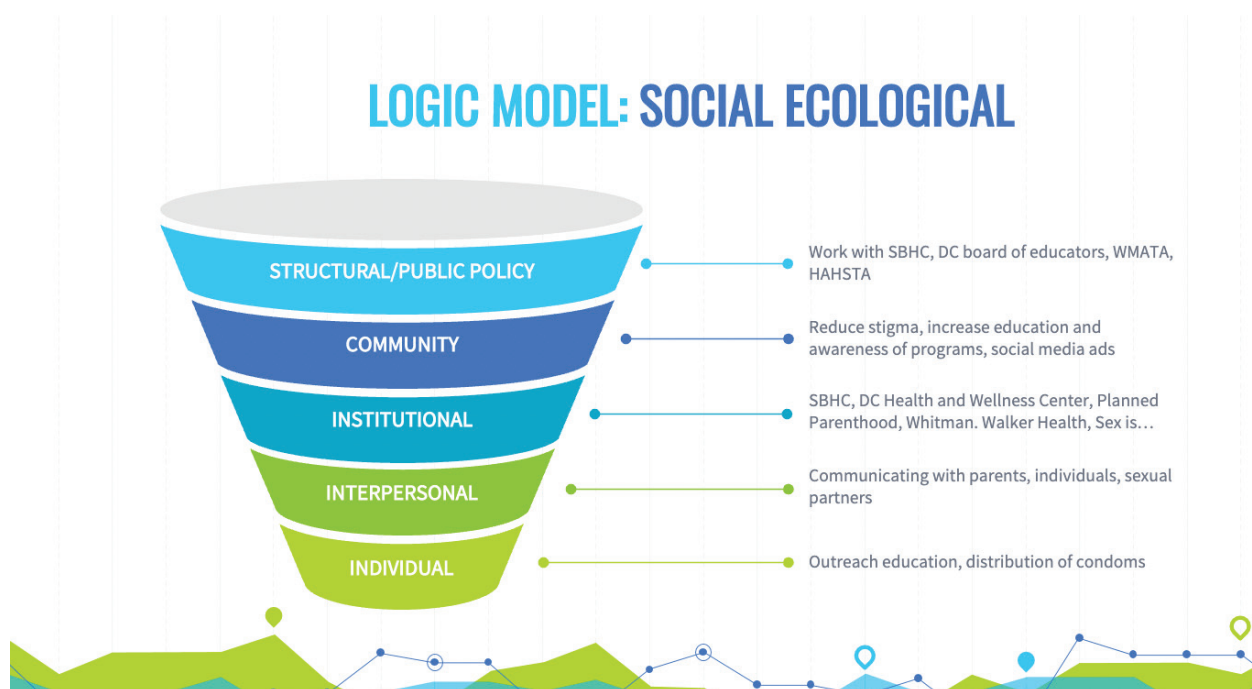 LOGIC MODEL: SOCIAL ECOLOGICAL
STRUCTURAL/PUBLIC POLICY
Work with SBHC, DC board of educators, WMATA,
HAHSTA
COMMUNITY
Reduce stigma, increase education and
awareness of programs, social media ads
INSTITUTIONAL
SBHC, DC Health and Wellness Center, Planned
Parenthood, Whitman. Walker Health, Sex is...
INTERPERSONAL
Communicating with parents, individuals, sexual
partners
INDIVIDUAL
Outreach education, distribution of condoms